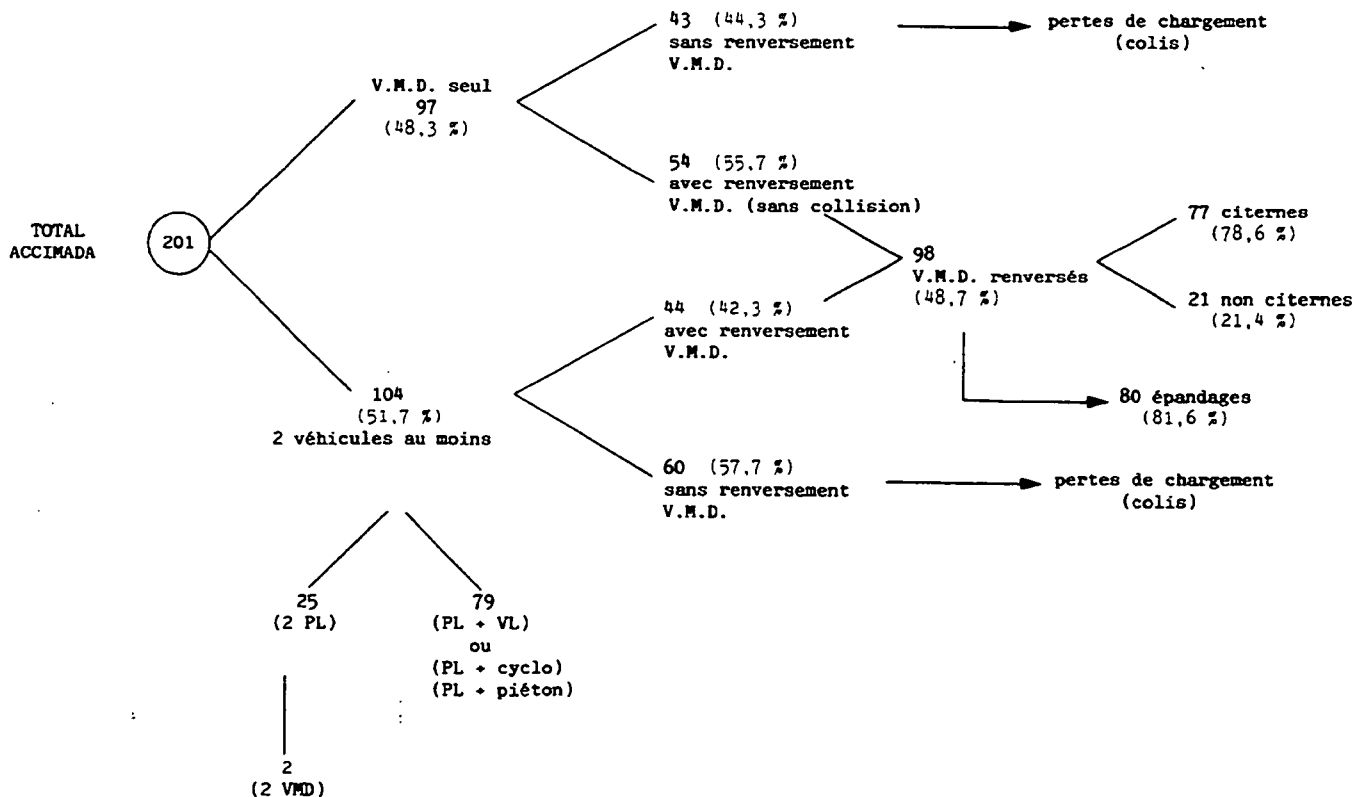 43 (44,3 %)
sans renversement
V.M.D.
pertes de chargement
(colis)
V.M.D. seul
97
(48,3 %)
54 (55,7 %)
avec renversement
V.M.D. (sans collision)
TOTAL
ACCIMADA
201
98
V.M.D. renversés
(48,7 %)
77 citernes
(78,6 %)
21 non citernes
(21,4 %)
44 (42,3 %)
avec renversement
V.M.D.
80 épandages
(81,6 %)
104
(51,7 %)
2 véhicules au moins
60 (57,7 %)
sans renversement
V.M.D.
pertes de chargement
(colis)
25
(2 PL)
79
(PL + VL)
ou
(PL + cyclo)
(PL + piéton)
2
(2 VMD)